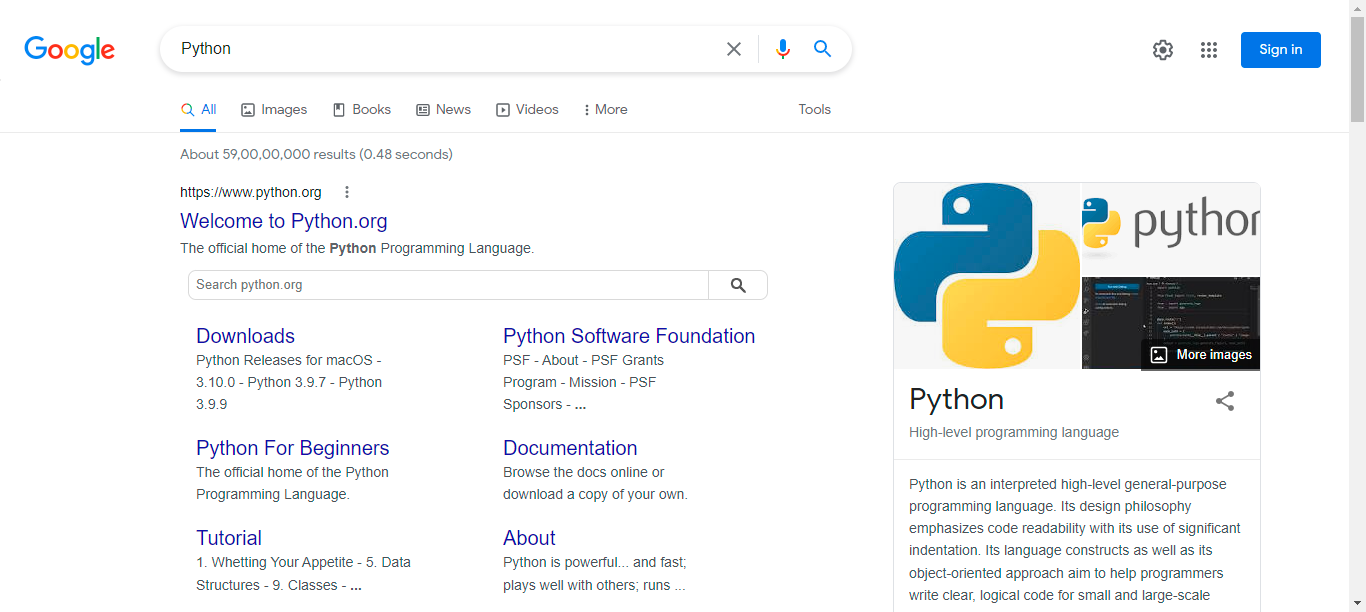 Google
Python
Sign in
All
Images
Books
News
Videos
More
Tools
About 59,00,00,000 results (0.48 seconds)
https://www.python.org
Welcome to Python.org
The official home of the Python Programming Language.
Search python.org
Downloads
Python Releases for macOS -
3.10.0 - Python 3.9.7 - Python
3.9.9
Python Software Foundation
PSF - About - PSF Grants
Program - Mission - PSF
Sponsors - ...
Python For Beginners
The official home of the Python
Programming Language.
Documentation
Browse the docs online or
download a copy of your own.
Tutorial
1. Whetting Your Appetite - 5. Data
Structures - 9. Classes - ...
About
Python is powerful... and fast;
plays well with others; runs ...
python
More images
Python
High-level programming language
Python is an interpreted high-level general-purpose
programming language. Its design philosophy
emphasizes code readability with its use of significant
indentation. Its language constructs as well as its
object-oriented approach aim to help programmers
write clear, logical code for small and large-scale